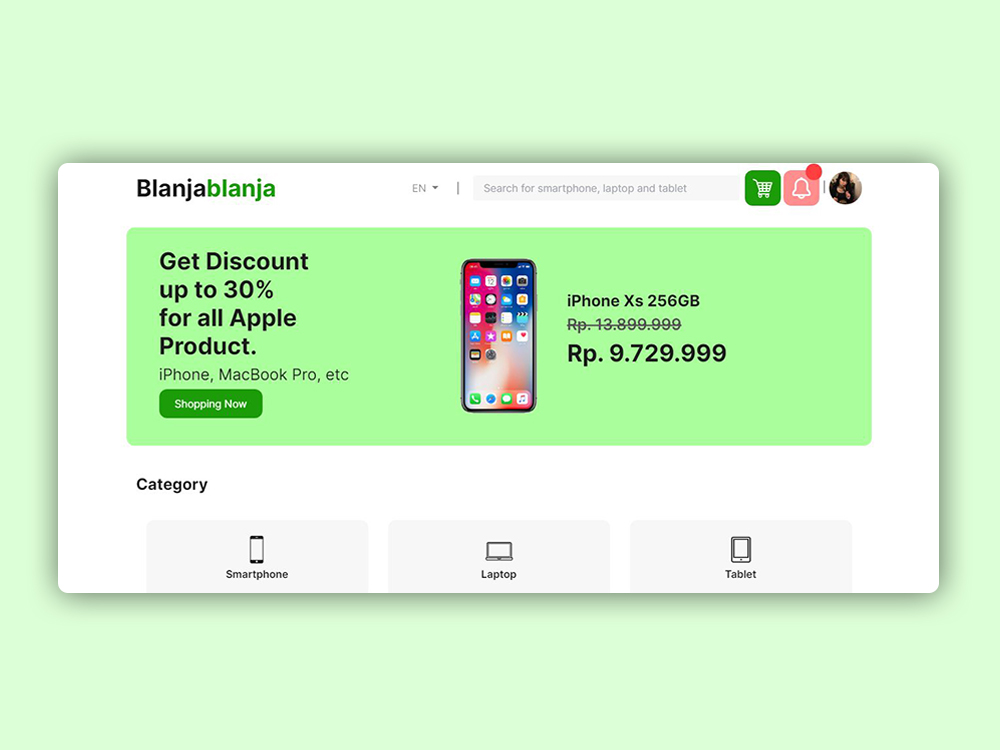 Blanjablanja
EN
|
Search for smartphone, laptop and tablet
|
Get Discount
up to 30%
for all Apple
Product.
iPhone, MacBook Pro, etc
Shopping Now
iPhone Xs 256GB
Rp. 13.899.999
Rp. 9.729.999
Category
Smartphone
Laptop
Tablet